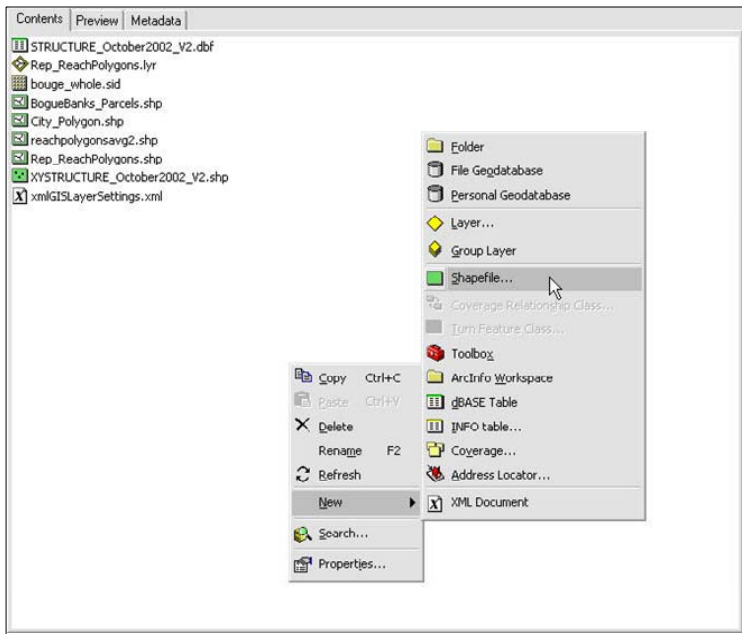 Contents Preview Metadata
STRUCTURE_October2002_V2.dbf
Rep_ReachPolygons.lyr
bouge_whole.sid
BogueBanks_Parcels.shp
City_Polygon.shp
reachpolygonsavg2.shp
Rep_ReachPolygons.shp
XYSTRUCTURE_October2002_V2.shp
xmlGISLayerSettings.xml
Copy Ctrl+C
Paste Ctrl+V
Delete
Rename F2
Refresh
New
Search...
Properties...
Folder
File Geodatabase
Personal Geodatabase
Layer...
Group Layer
Shapefile...
Coverage Relationship Class...
Turn Feature Class...
Toolbox
ArcInfo Workspace
dBASE Table
INFO table...
Coverage...
Address Locator...
XML Document